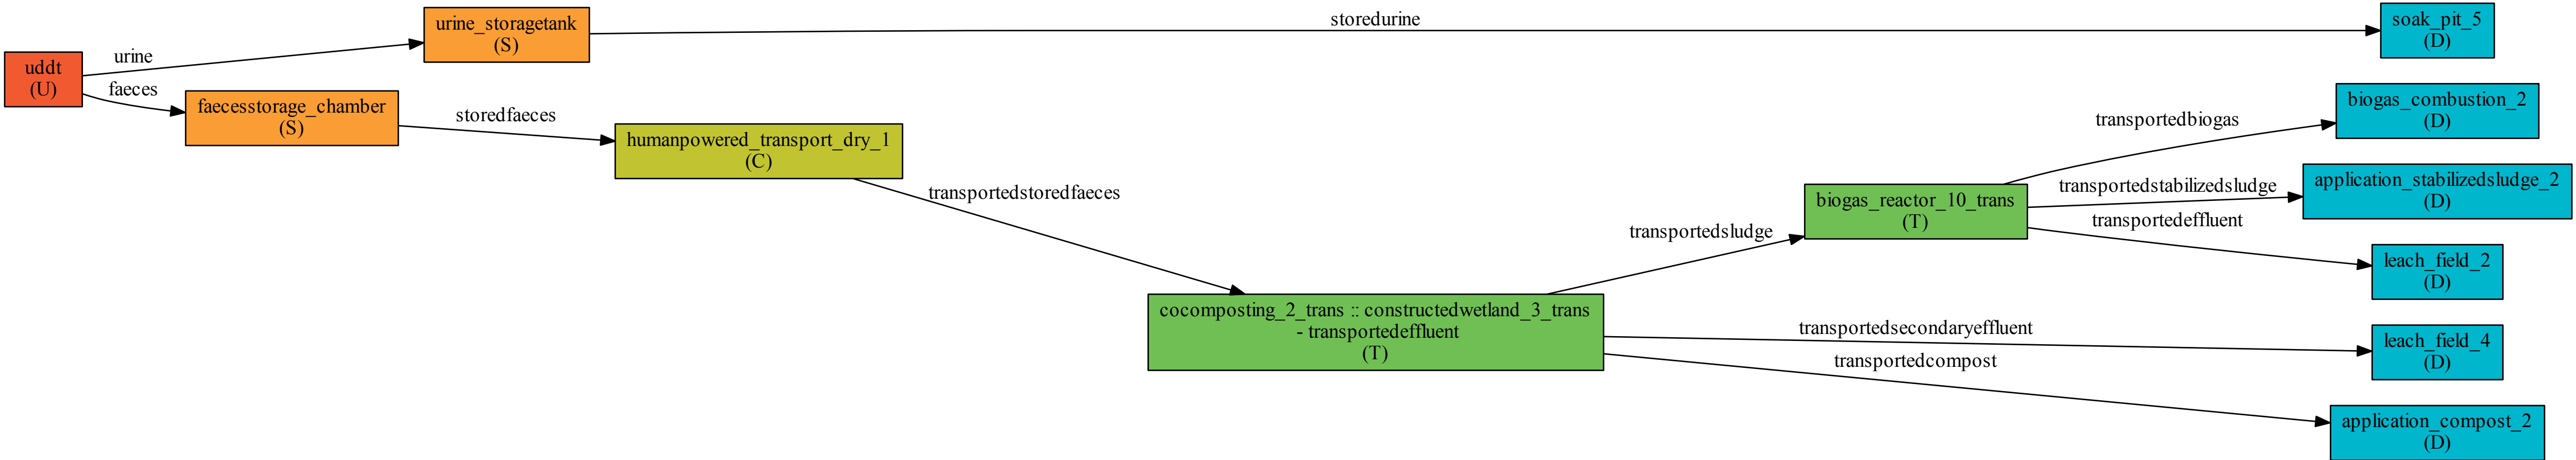 uddt
(U)
urine
faeces
urine_storagetank
(S)
faecesstorage_chamber
(S)
storedurine
storedfaeces
humanpowered_transport_dry_1
(C)
transportedstoredfaeces
cocomposting_2_trans :: constructedwetland_3_trans
- transportedeffluent
(T)
transportedsludge
transportedsecondaryeffluent
transportedcompost
biogas_reactor_10_trans
(T)
transportedbiogas
transportedstabilizedsludge
transportedeffluent
soak_pit_5
(D)
biogas_combustion_2
(D)
application_stabilizedsludge_2
(D)
leach_field_2
(D)
leach_field_4
(D)
application_compost_2
(D)